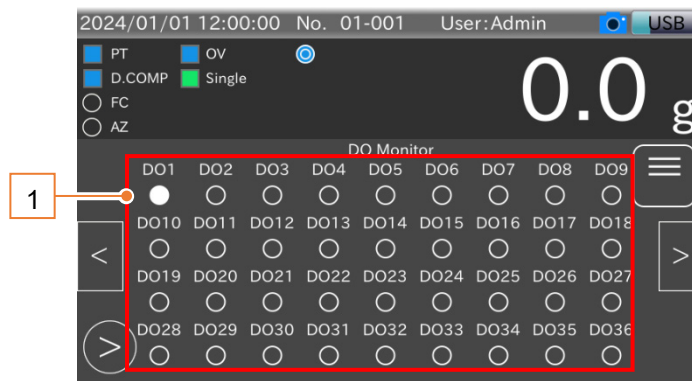 2024/01/01 12:00:00 No. 01-001 User:Admin USB
PT OV
D.COMP Single
FC
AZ
0.0 g
DO Monitor
DO1 DO2 DO3 DO4 DO5 DO6 DO7 DO8 DO9
1
DO10 DO11 DO12 DO13 DO14 DO15 DO16 DO17 DO18
< >
DO19 DO20 DO21 DO22 DO23 DO24 DO25 DO26 DO27
DO28 DO29 DO30 DO31 DO32 DO33 DO34 DO35 DO36
>